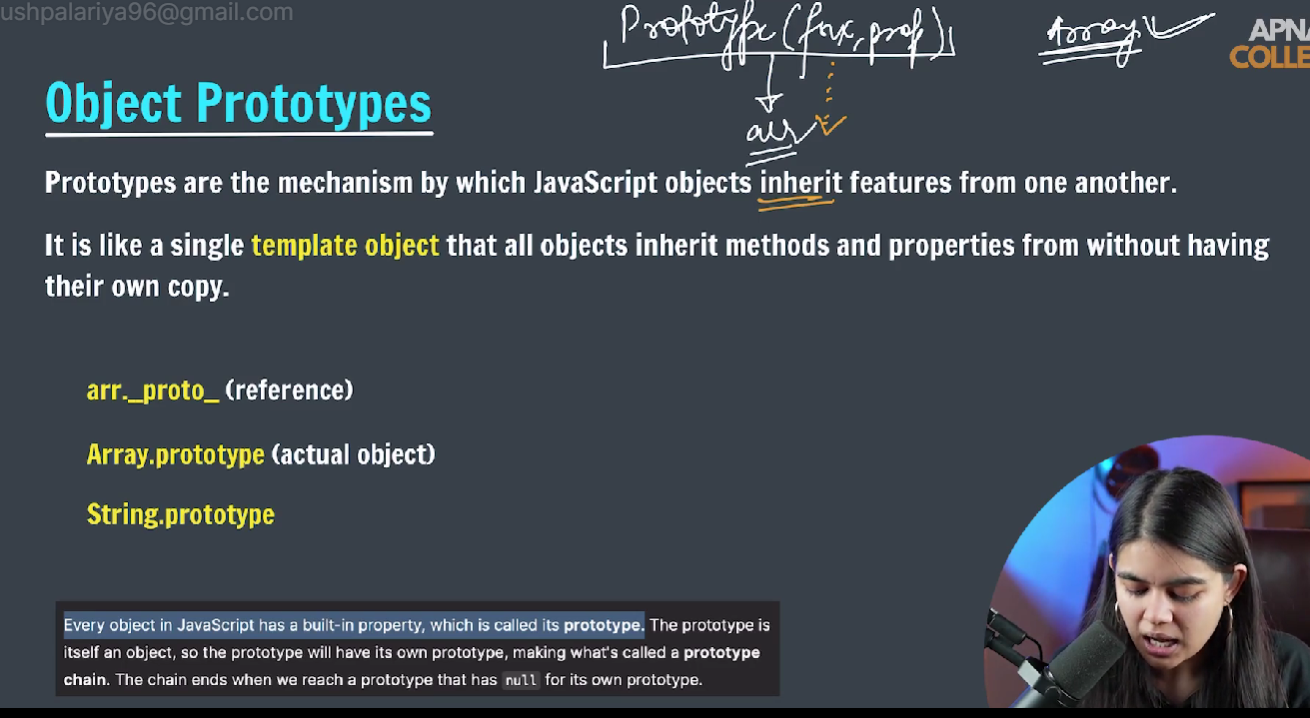 ushpalariya96@gmail.com
Prototype (fnx, prop)
Array
APNA
COLLE
Object Prototypes
arr
Prototypes are the mechanism by which JavaScript objects inherit features from one another.
It is like a single template object that all objects inherit methods and properties from without having
their own copy.
arr._proto_ (reference)
Array.prototype (actual object)
String.prototype
Every object in JavaScript has a built-in property, which is called its prototype. The prototype is
itself an object, so the prototype will have its own prototype, making what's called a prototype
chain. The chain ends when we reach a prototype that has null for its own prototype.